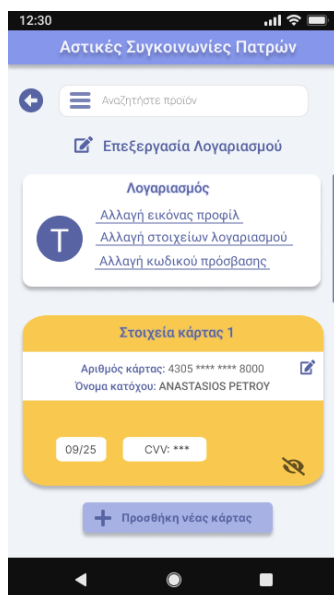 12:30
Αστικές Συγκοινωνίες Πατρών
Αναζητήστε προϊόν
Επεξεργασία Λογαριασμού
Λογαριασμός
T
Αλλαγή εικόνας προφίλ
Αλλαγή στοιχείων λογαριασμού
Αλλαγή κωδικού πρόσβασης
Στοιχεία κάρτας 1
Αριθμός κάρτας: 4305 **** **** 8000
Όνομα κατόχου: ANASTASIOS PETROY
09/25 CVV: ***
Προσθήκη νέας κάρτας